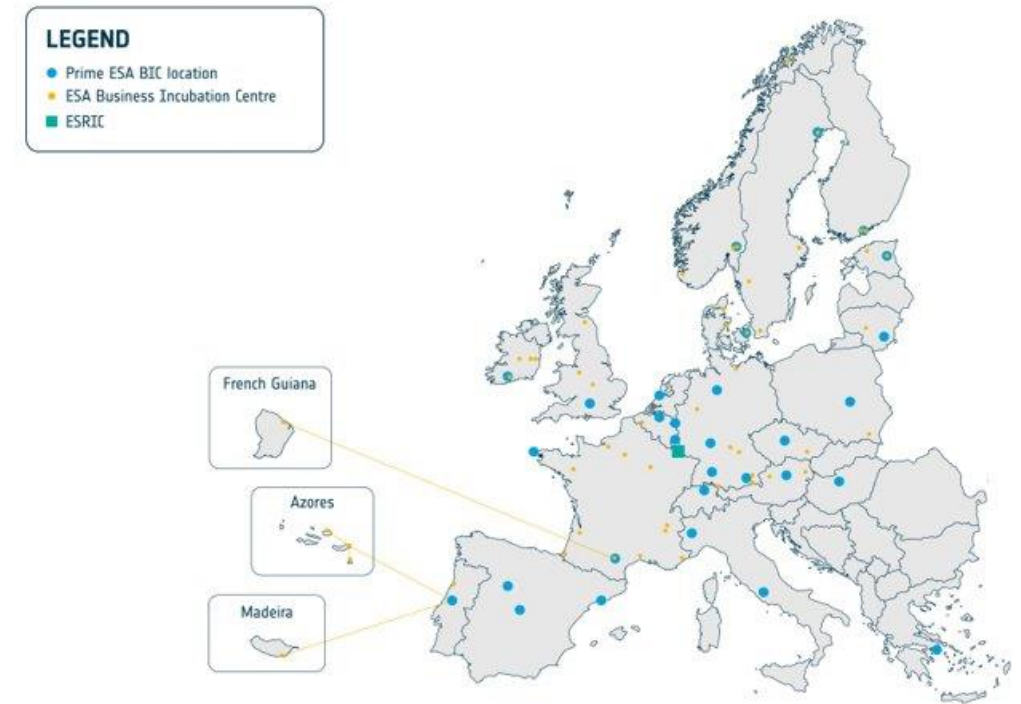 LEGEND
Prime ESA BIC location
ESA Business Incubation Centre
ESRIC
French Guiana
Azores
Madeira